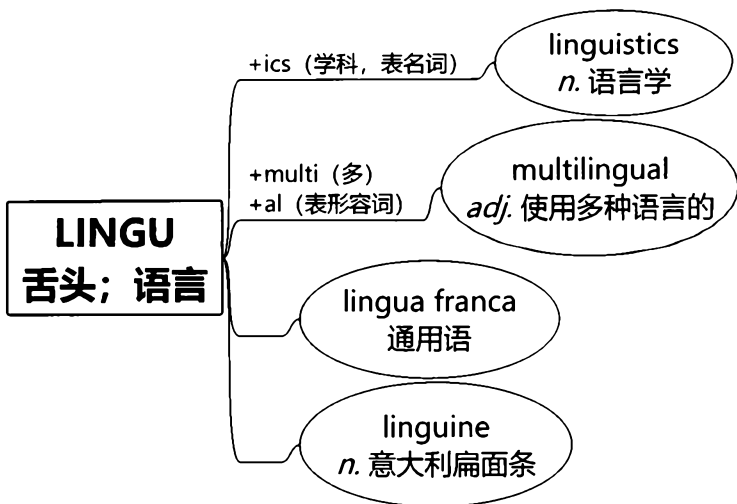 LINGU
舌头；语言
+ics（学科，表名词）
linguistics
n. 语言学
+multi（多）
+al（表形容词）
multilingual
adj. 使用多种语言的
lingua franca
通用语
linguine
n. 意大利扁面条